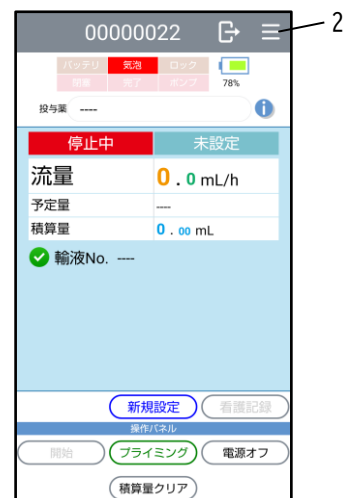 00000022
2
バッテリ 気泡 ロック
閉塞 完了 ポンプ 78%
投与薬 ----
停止中 未設定
流量 0.0 mL/h
予定量 ----
積算量 0.00 mL
輸液No. ----
新規設定 看護記録
操作パネル
開始 プライミング 電源オフ
積算量クリア